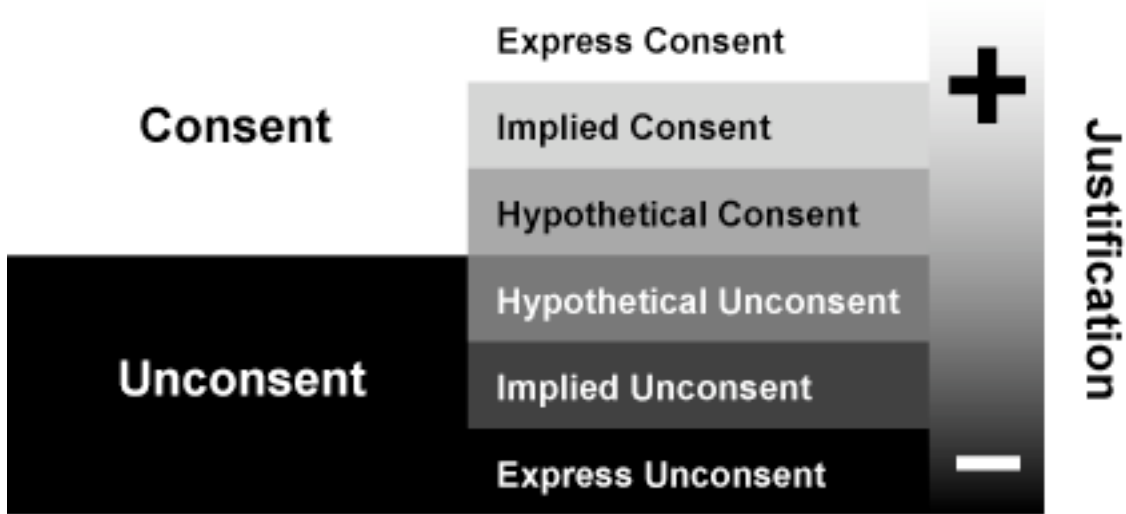 Consent
Express Consent
Implied Consent
Hypothetical Consent
Unconsent
Hypothetical Unconsent
Implied Unconsent
Express Unconsent
+
−
Justification